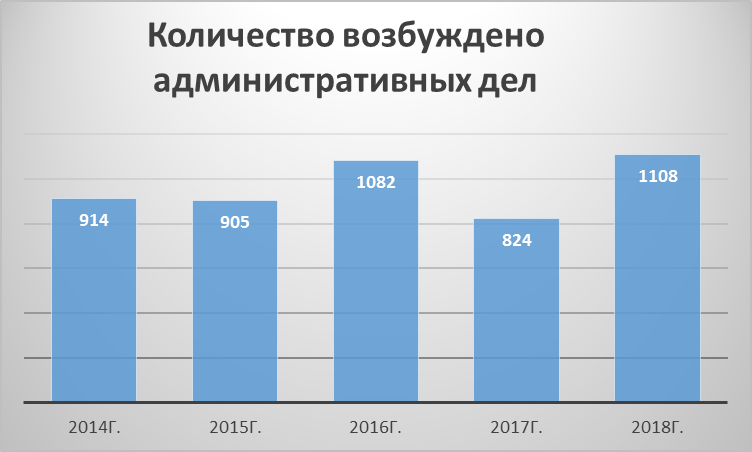 Количество возбуждено
административных дел
914
905
1082
824
1108
2014Г.
2015Г.
2016Г.
2017Г.
2018Г.